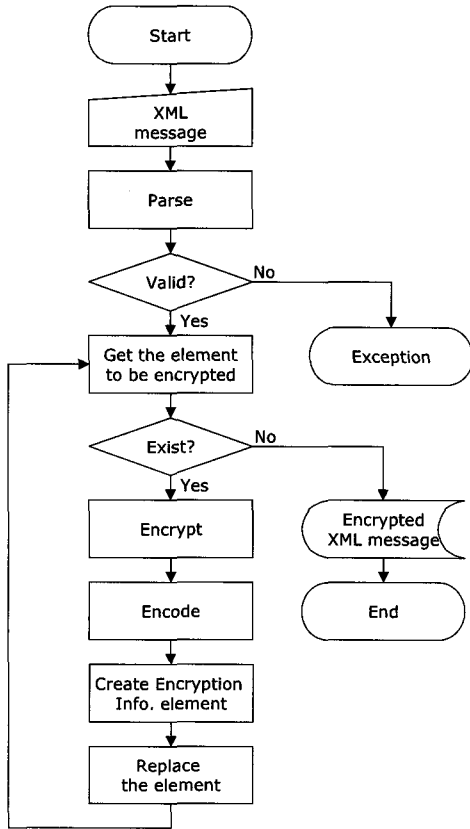 Start
XML
message
Parse
Valid?
No
Yes
Exception
Get the element
to be encrypted
Exist?
No
Yes
Encrypt
Encrypted
XML message
Encode
End
Create Encryption
Info. element
Replace
the element